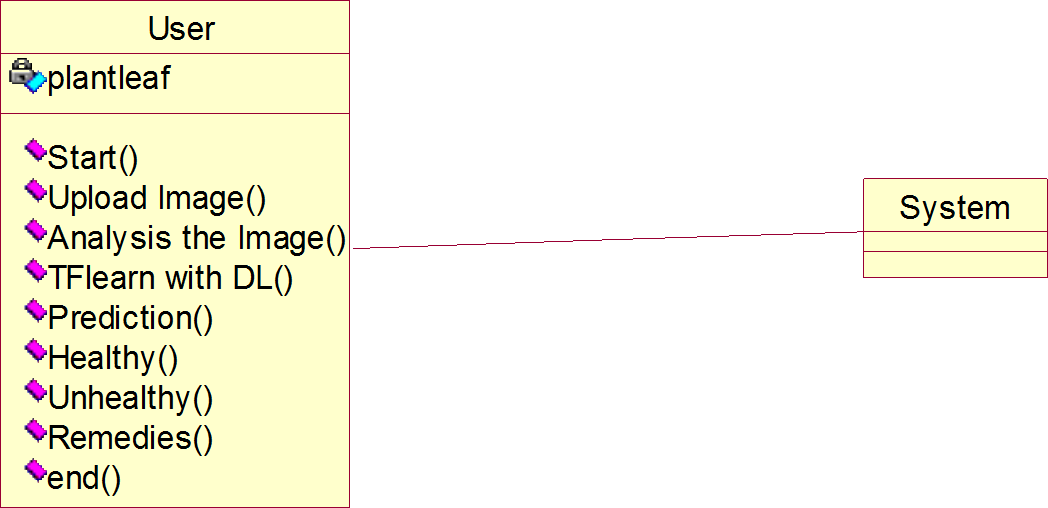 User
plantleaf
Start()
Upload Image()
Analysis the Image()
TFlearn with DL()
Prediction()
Healthy()
Unhealthy()
Remedies()
end()
System